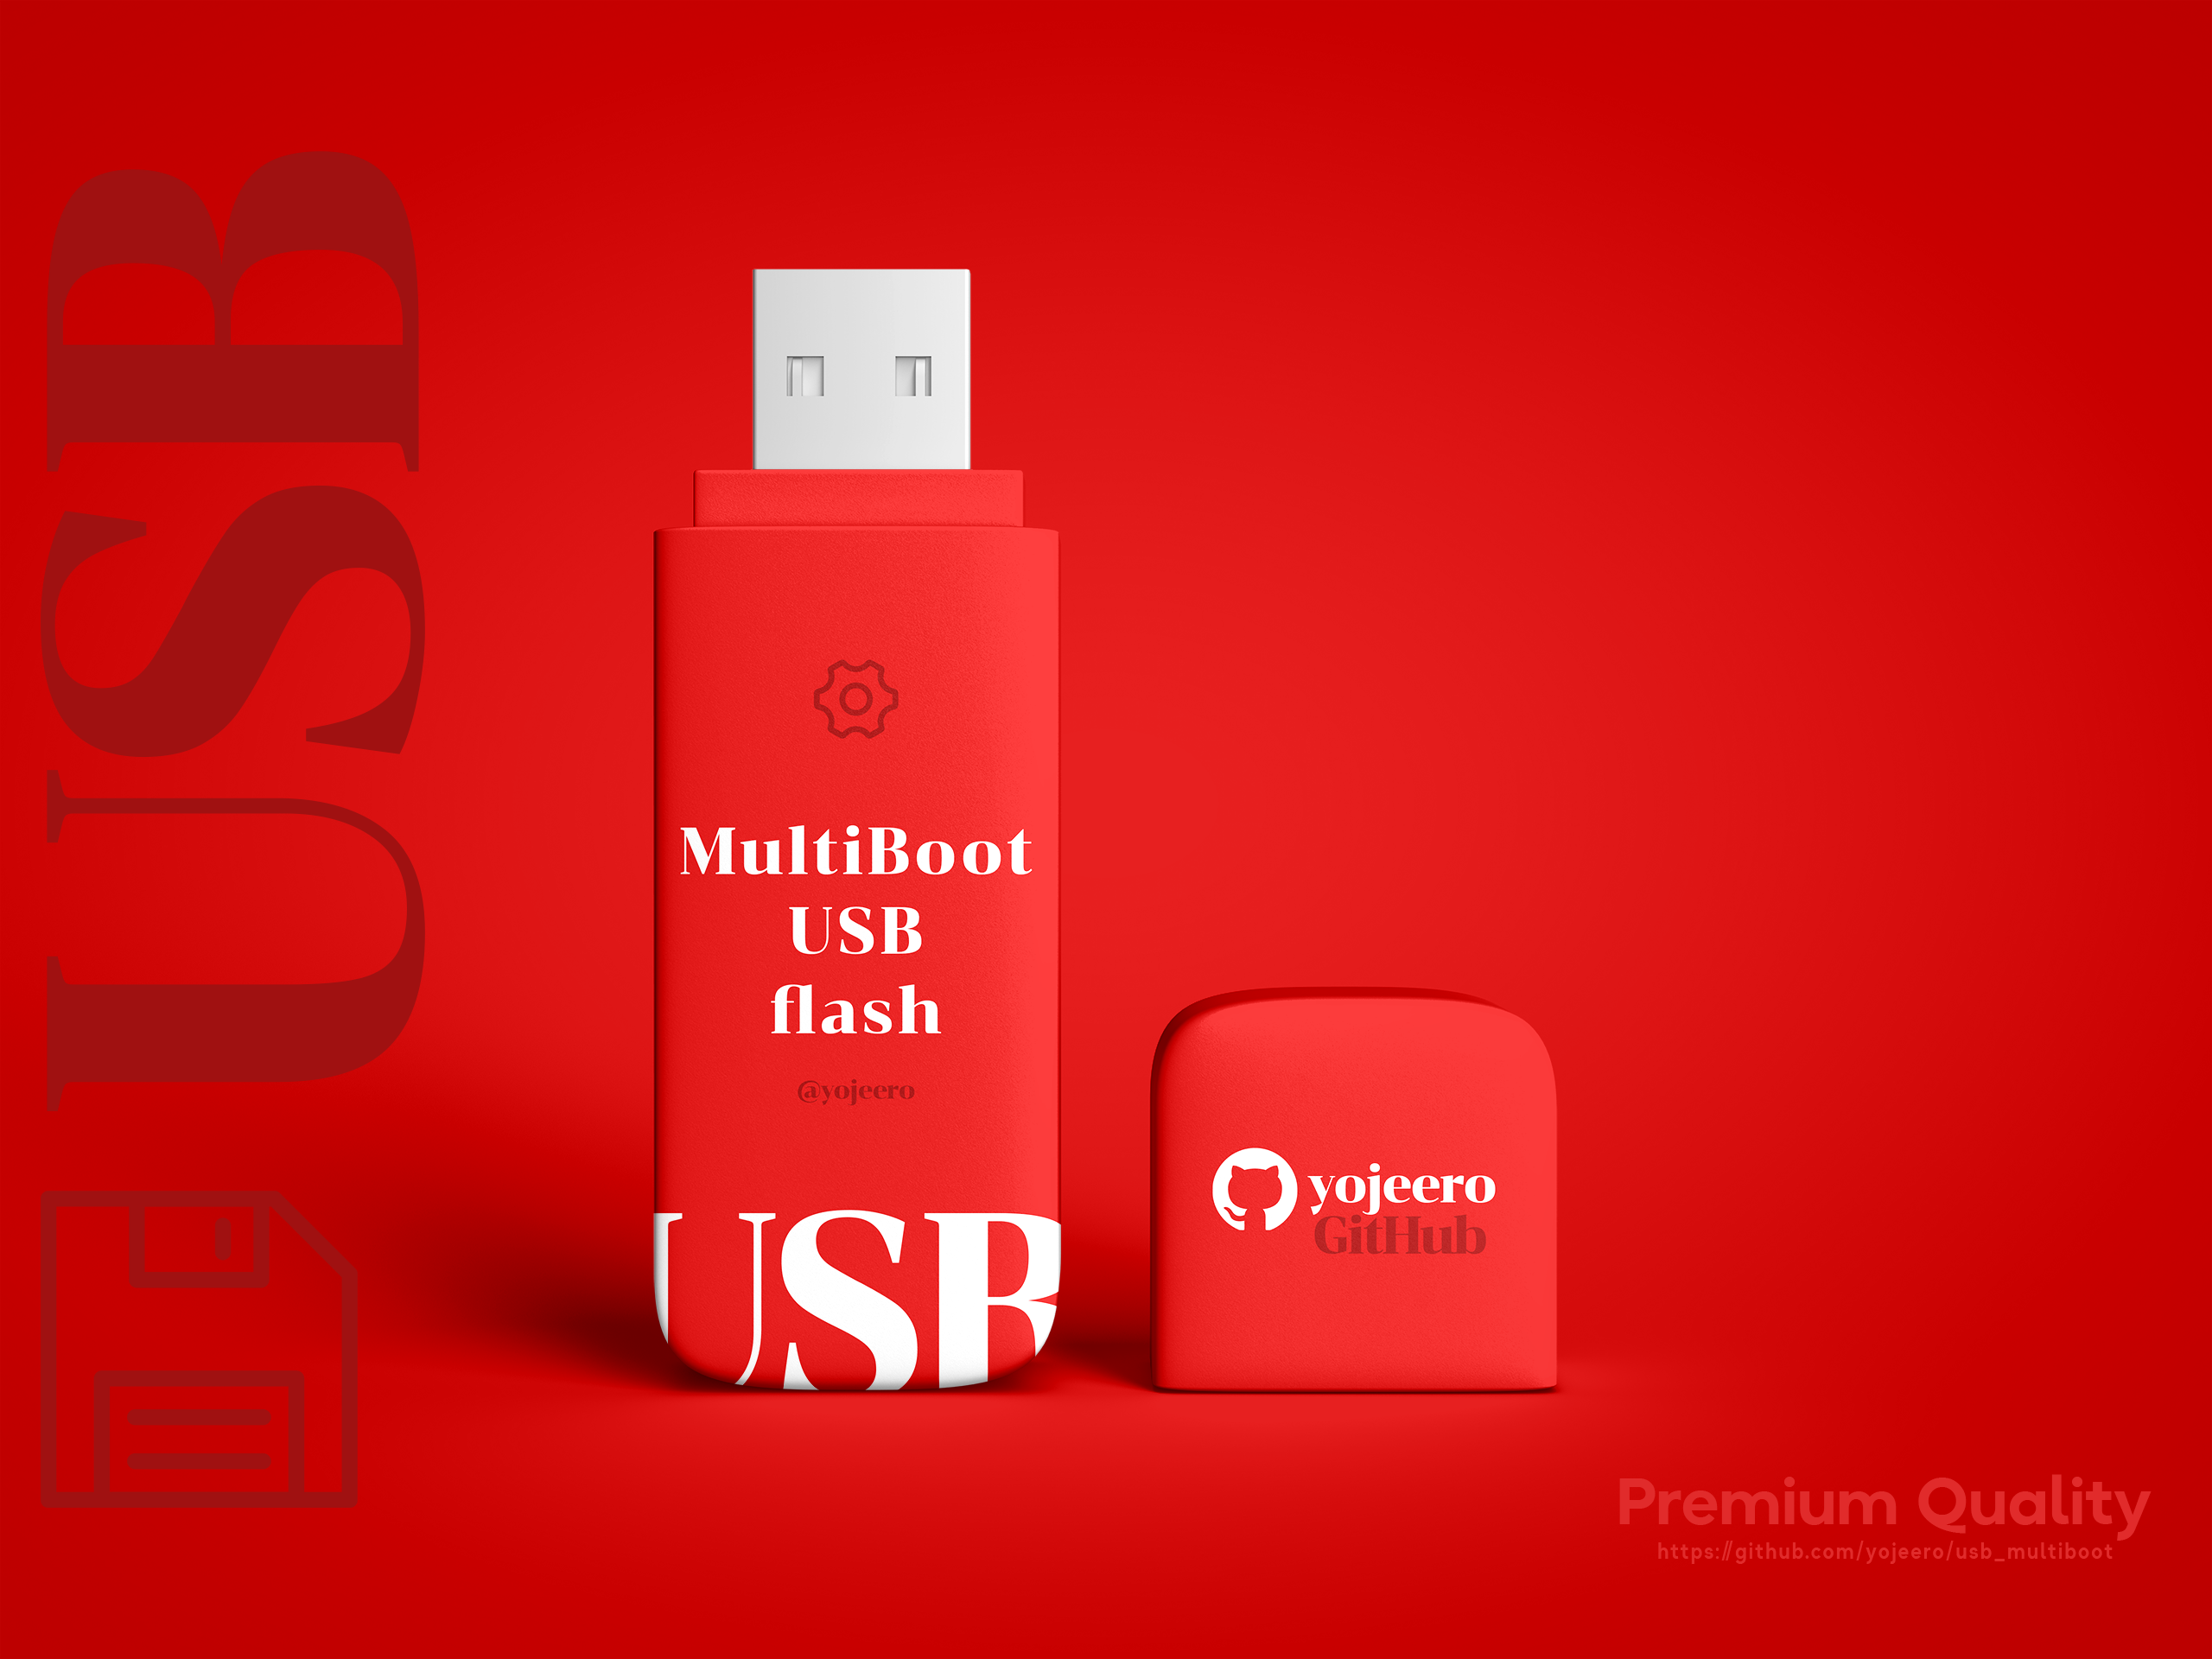 USB
MultiBoot
USB
flash
@yojeero
USB
yojeero
GitHub
Premium Quality
https://github.com/yojeero/usb_multiboot